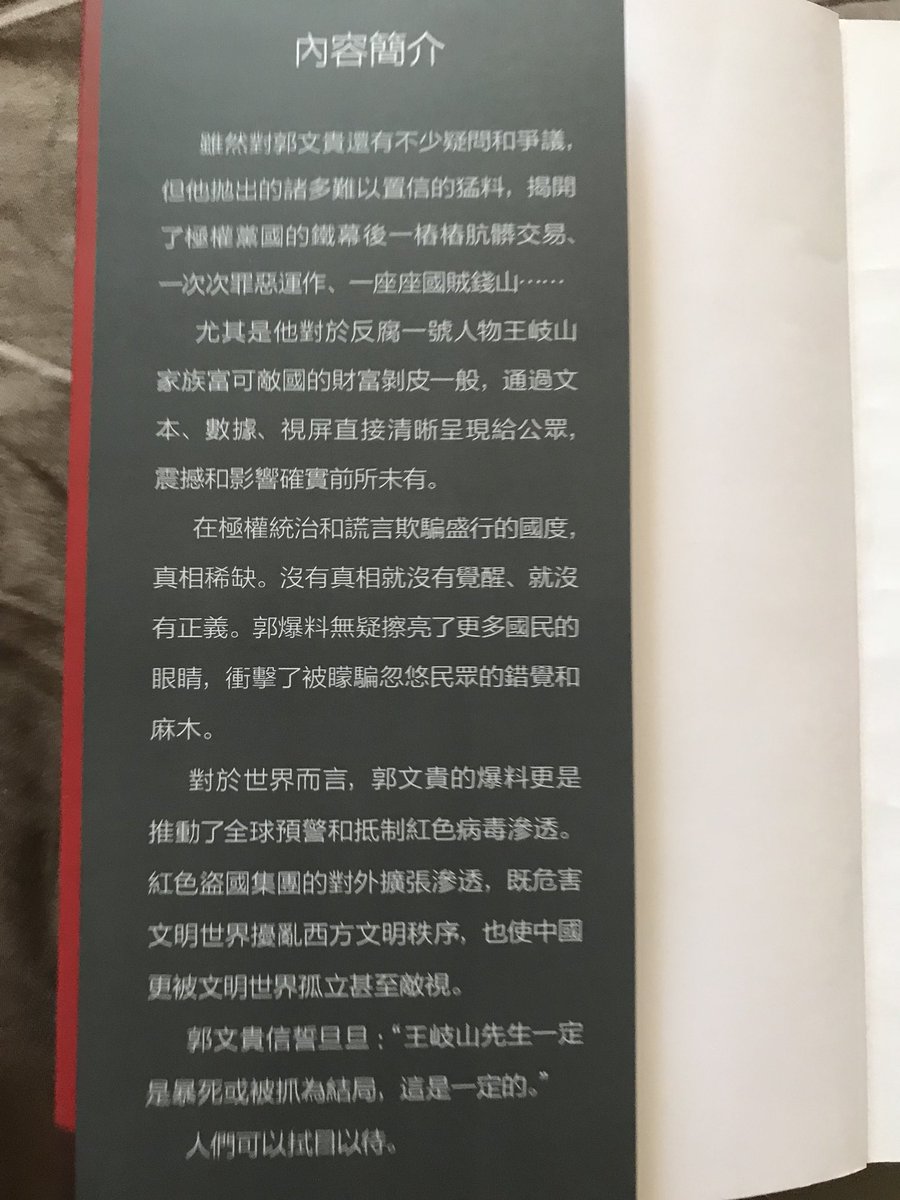 內容簡介
雖然對郭文貴還有不少疑問和爭議，
但他拋出的諸多難以置信的猛料，揭開
了極權黨國的鐵幕後一樁樁肮髒交易、
一次次罪惡運作、一座座國賊錢山……
尤其是他對於反腐一號人物王岐山
家族富可敵國的財富剝皮一般，通過文
本、數據、視屏直接清晰呈現給公眾，
震撼和影響確實前所未有。
在極權統治和謊言欺騙盛行的國度，
真相稀缺。沒有真相就沒有覺醒、就沒
有正義。郭爆料無疑擦亮了更多國民的
眼睛，衝擊了被矇騙忽悠民眾的錯覺和
麻木。
對於世界而言，郭文貴的爆料更是
推動了全球預警和抵制紅色病毒滲透。
紅色盜國集團的對外擴張滲透，既危害
文明世界擾亂西方文明秩序，也使中國
更被文明世界孤立甚至敵視。
郭文貴信誓旦旦：“王岐山先生一定
是暴死或被抓為結局，這是一定的。”
人們可以拭目以待。